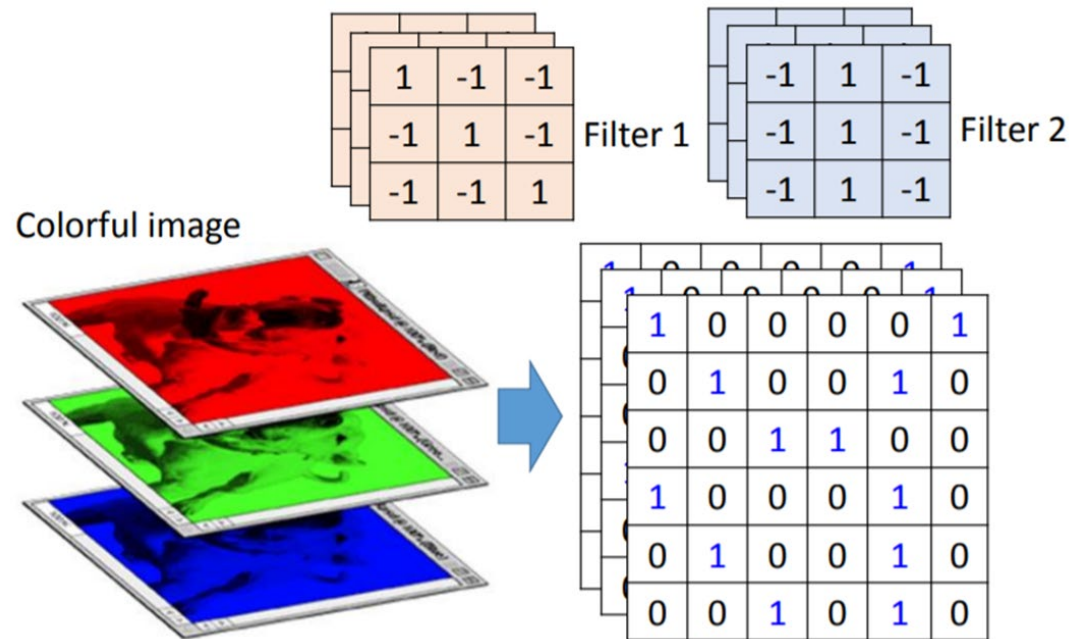 1 -1 -1
-1 1 -1
-1 -1 1
Filter 1
-1 1 -1
-1 1 -1
-1 1 -1
Filter 2
Colorful image
1 0 0 0 0 1
0 1 0 0 1 0
0 0 1 1 0 0
1 0 0 0 1 0
0 1 0 0 1 0
0 0 1 0 1 0